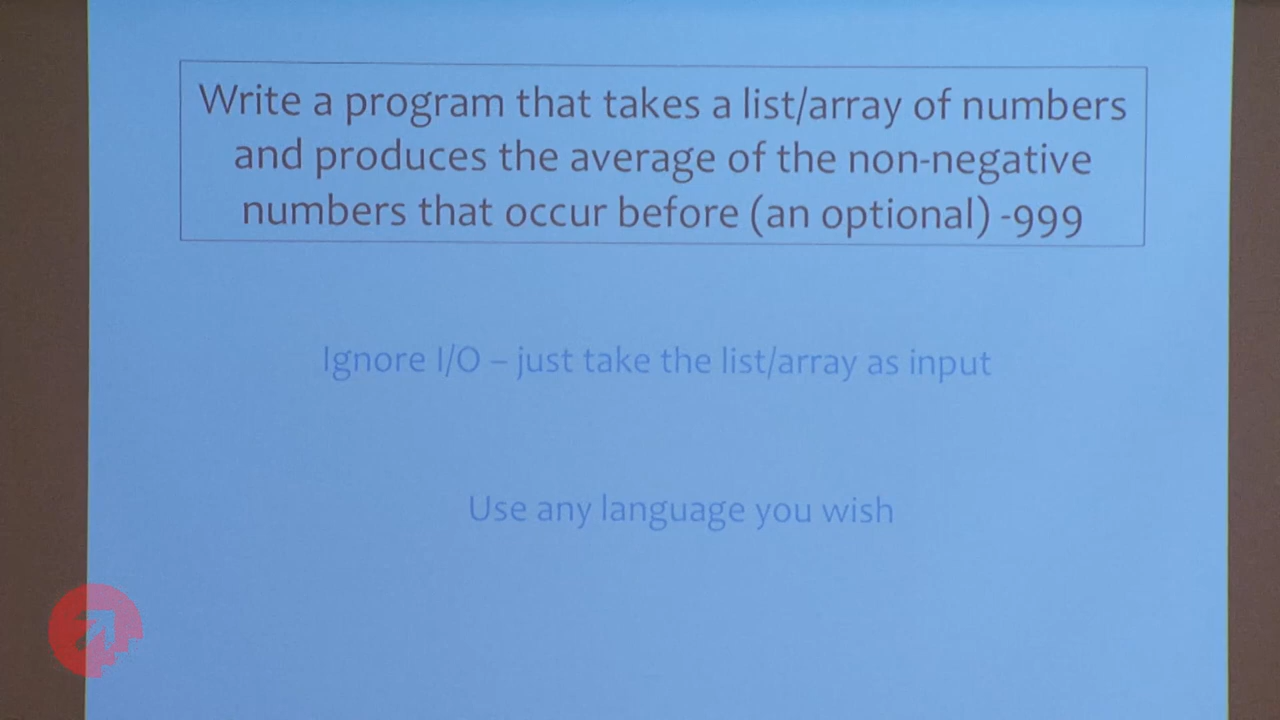 Write a program that takes a list/array of numbers
and produces the average of the non-negative
numbers that occur before (an optional) -999
Ignore I/O – just take the list/array as input
Use any language you wish